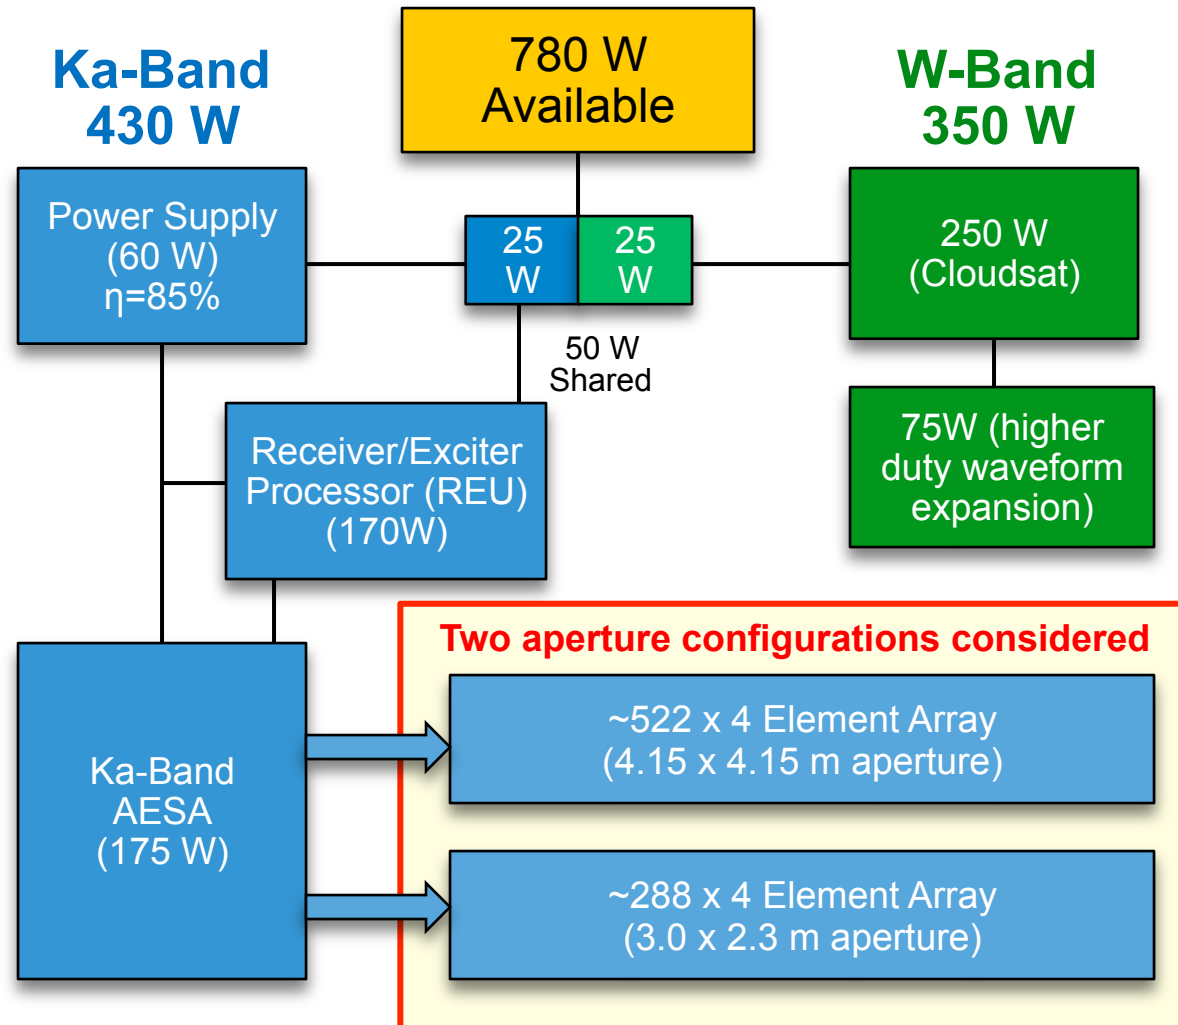 Ka-Band
430 W
780 W
Available
W-Band
350 W
Power Supply
(60 W)
η=85%
25
W
25
W
250 W
(Cloudsat)
50 W
Shared
75W (higher
duty waveform
expansion)
Receiver/Exciter
Processor (REU)
(170W)
Two aperture configurations considered
~522 x 4 Element Array
(4.15 x 4.15 m aperture)
Ka-Band
AESA
(175 W)
~288 x 4 Element Array
(3.0 x 2.3 m aperture)